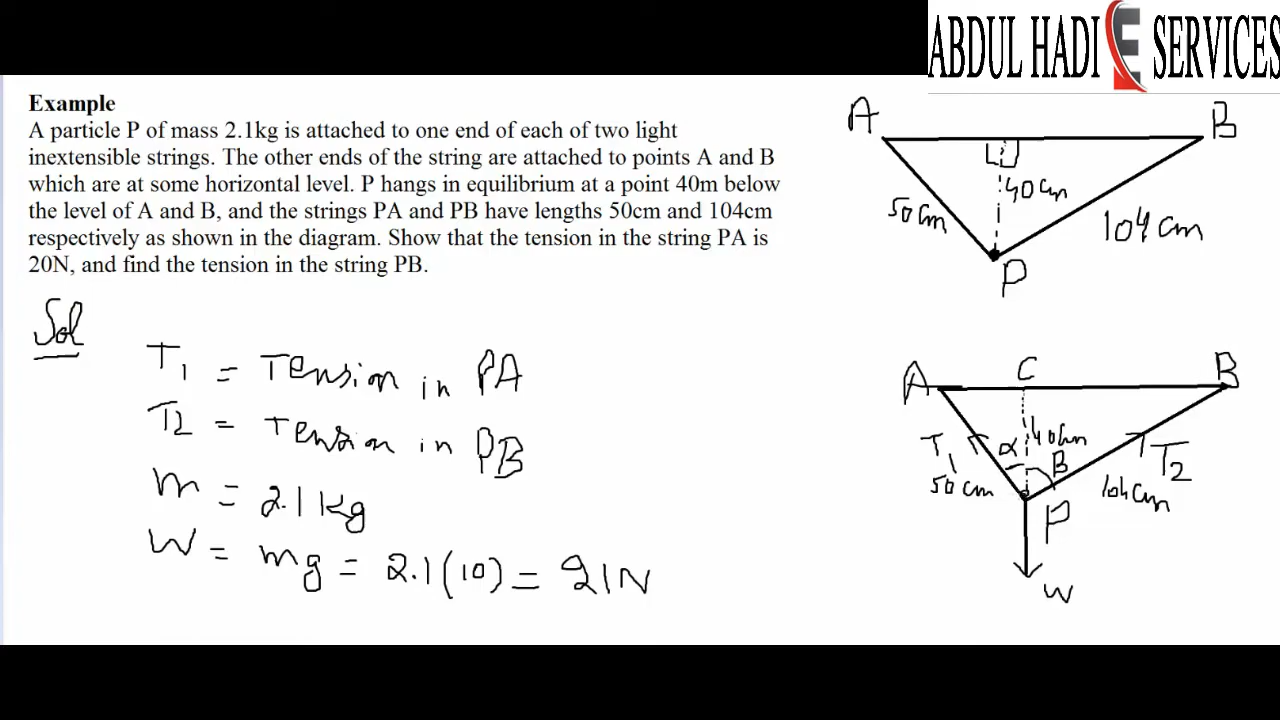 ABDUL HADI E SERVICES
Example
A particle P of mass 2.1kg is attached to one end of each of two light
inextensible strings. The other ends of the string are attached to points A and B
which are at some horizontal level. P hangs in equilibrium at a point 40m below
the level of A and B, and the strings PA and PB have lengths 50cm and 104cm
respectively as shown in the diagram. Show that the tension in the string PA is
20N, and find the tension in the string PB.
A
B
40cm
50cm
104cm
P
Sol
T1 = Tension in PA
T2 = Tension in PB
m = 2.1kg
W = mg = 2.1(10) = 21N
A
C
B
T1
α
40cm
B
T2
50cm
104cm
P
W